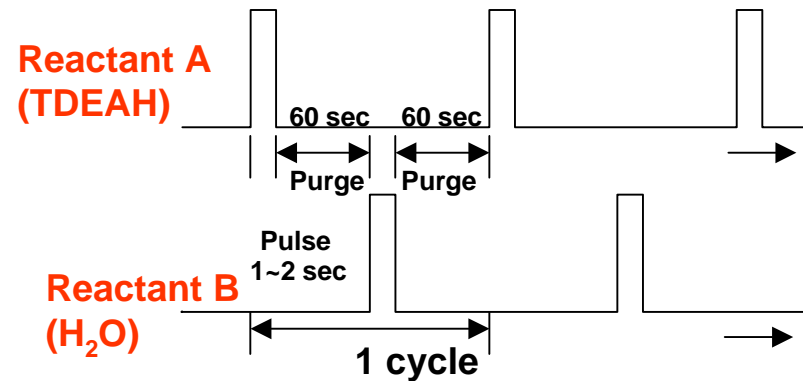 Reactant A
(TDEAH)
60 sec
60 sec
Purge
Purge
Pulse
1~2 sec
Reactant B
(H₂O)
1 cycle